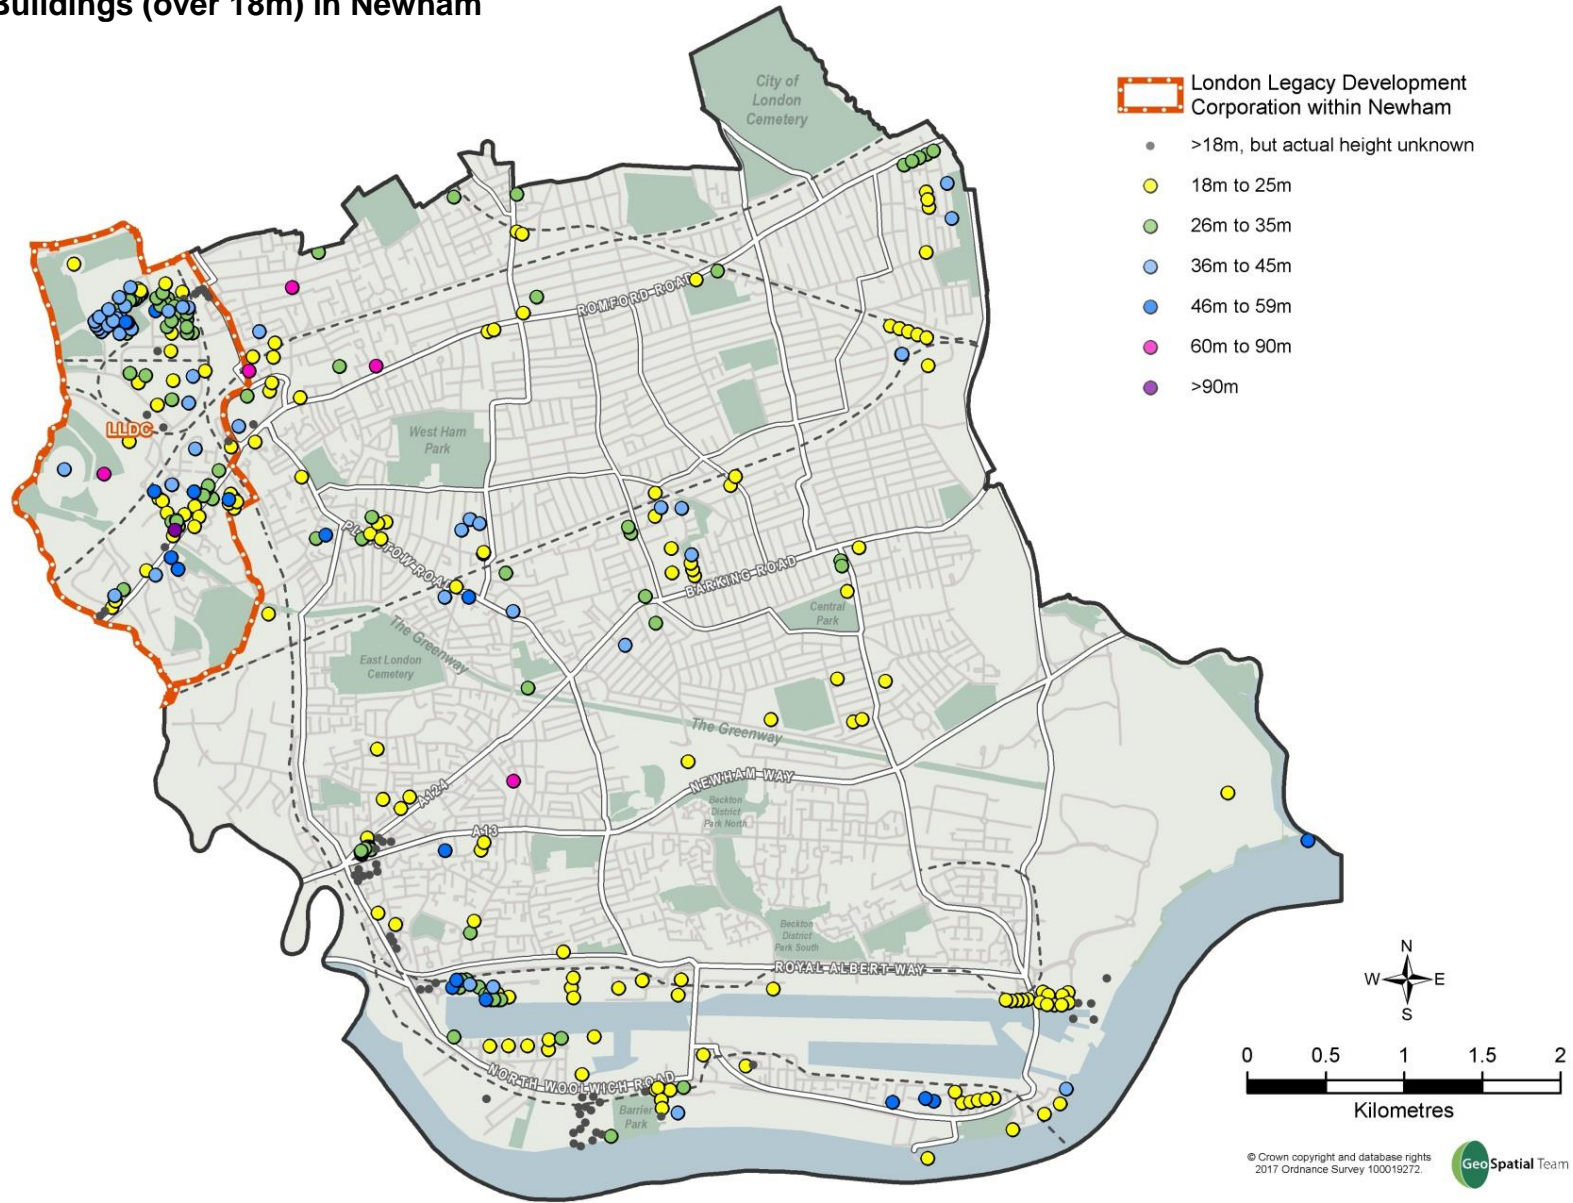 Buildings (over 18m) in Newham
City of
London
Cemetery
London Legacy Development
Corporation within Newham
>18m, but actual height unknown
18m to 25m
26m to 35m
36m to 45m
46m to 59m
60m to 90m
>90m
ROMFORD ROAD
LLDC
West Ham
Park
PLAISTOW ROAD
BARKING ROAD
Central
Park
The Greenway
East London
Cemetery
The Greenway
NEWHAM WAY
A124
Beckton
District
Park North
A13
Beckton
District
Park South
ROYAL ALBERT WAY
N
W E
S
NORTH WOOLWICH ROAD
Barrier
Park
0 0.5 1 1.5 2
Kilometres
© Crown copyright and database rights
2017 Ordnance Survey 100019272.
GeoSpatial Team